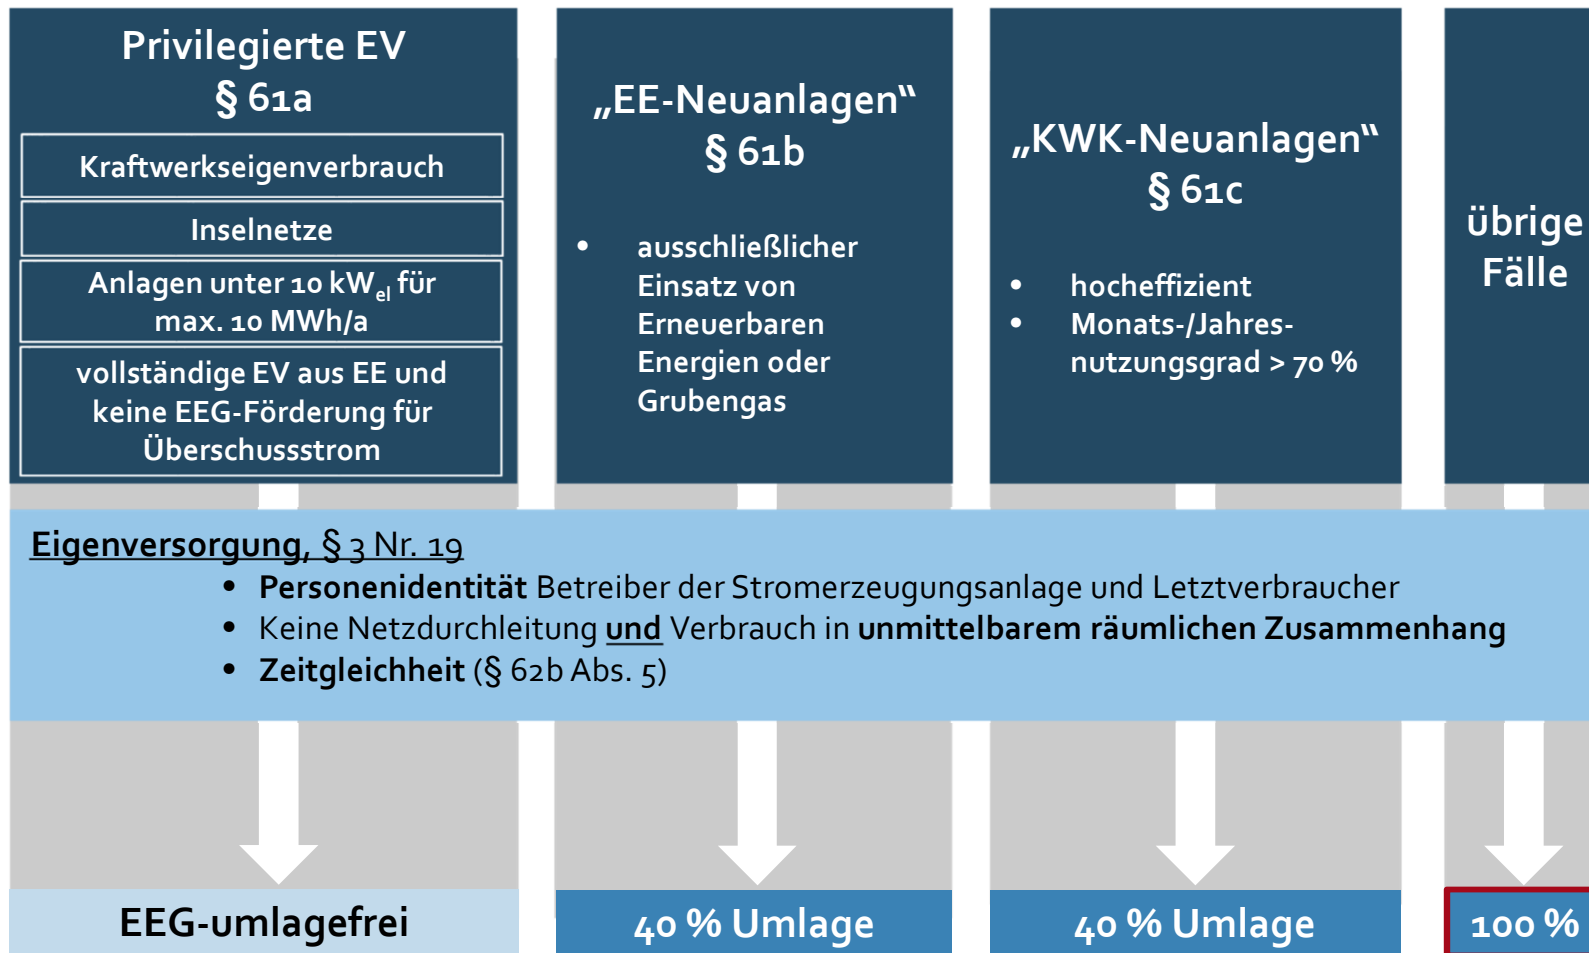 Privilegierte EV
§ 61a
Kraftwerkseigenverbrauch
Inselnetze
Anlagen unter 10 kWel für
max. 10 MWh/a
vollständige EV aus EE und
keine EEG-Förderung für
Überschussstrom
„EE-Neuanlagen“
§ 61b
• ausschließlicher
Einsatz von
Erneuerbaren
Energien oder
Grubengas
„KWK-Neuanlagen“
§ 61c
• hocheffizient
• Monats-/Jahres-
nutzungsgrad > 70 %
übrige
Fälle
Eigenversorgung, § 3 Nr. 19
• Personenidentität Betreiber der Stromerzeugungsanlage und Letztverbraucher
• Keine Netzdurchleitung und Verbrauch in unmittelbarem räumlichen Zusammenhang
• Zeitgleichheit (§ 62b Abs. 5)
EEG-umlagefrei
40 % Umlage
40 % Umlage
100 %